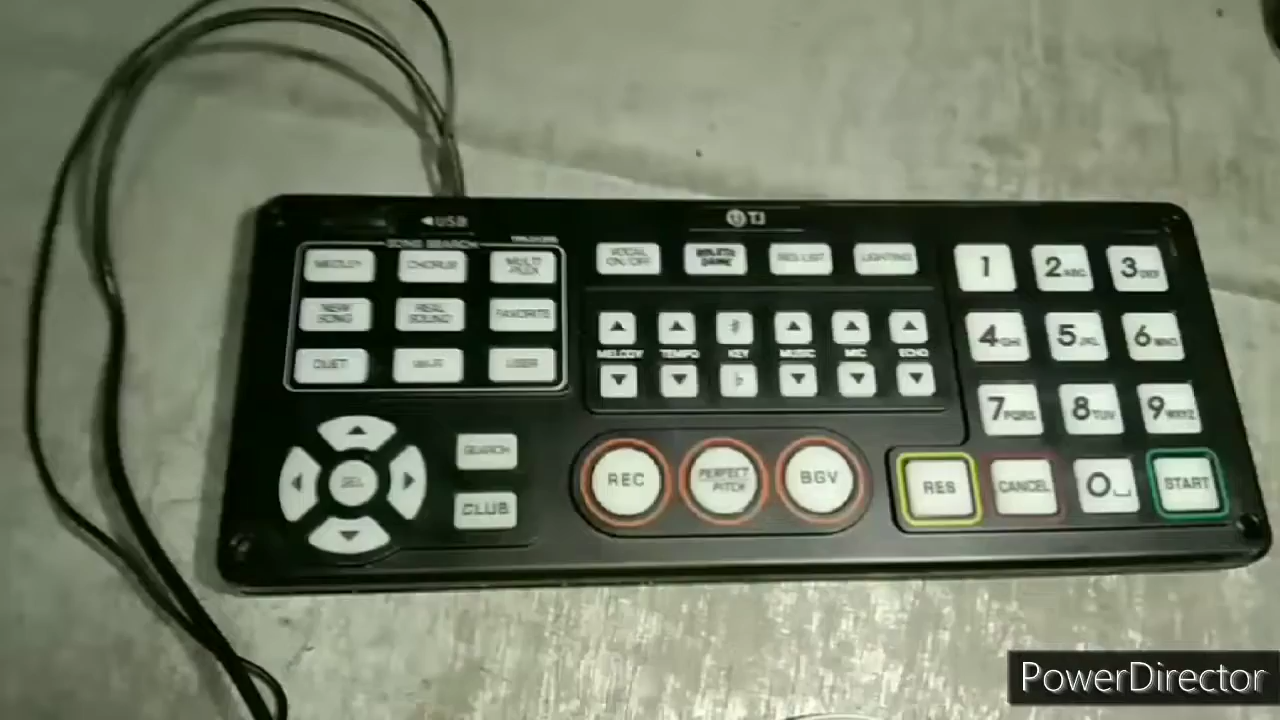 ◀USB
TJ
SONG SEARCH
MEDLEY
CHORUS
MULTI
PLEX
NEW
SONG
REAL
SOUND
FAVORITE
DUET
WI-FI
USER
VOCAL
ON/OFF
RES LIST
LIGHTING
MELODY
TEMPO
KEY
MUSIC
MIC
ECHO
♯
♭
1
2ABC
3DEF
4GHI
5JKL
6MNO
7PQRS
8TUV
9WXYZ
SEL
SEARCH
CLUB
REC
PERFECT
PITCH
BGV
RES
CANCEL
0
START
PowerDirector